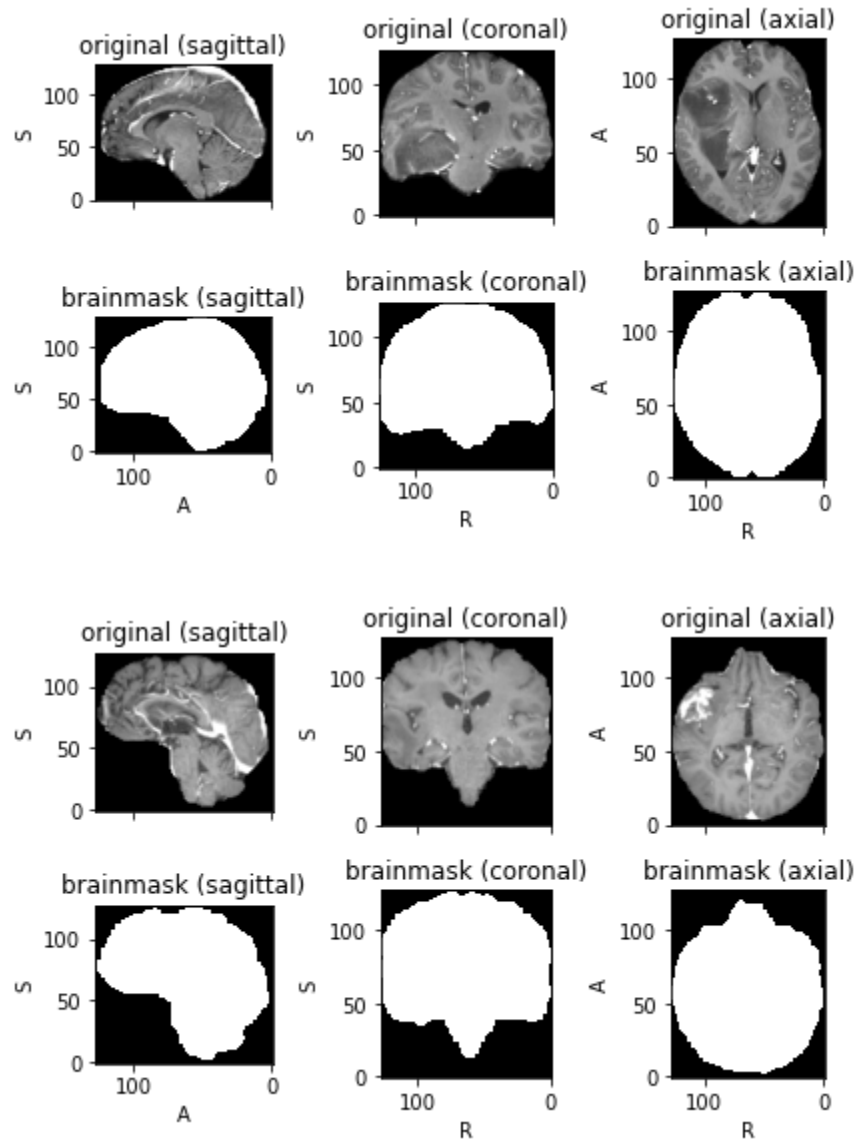 original (sagittal)
original (coronal)
original (axial)
S
100
50
0
S
100
50
0
A
100
50
0
brainmask (sagittal)
brainmask (coronal)
brainmask (axial)
S
100
50
0
100
0
A
S
100
50
0
100
0
R
A
100
50
0
100
0
R
original (sagittal)
original (coronal)
original (axial)
S
100
50
0
S
100
50
0
A
100
50
0
brainmask (sagittal)
brainmask (coronal)
brainmask (axial)
S
100
50
0
100
0
A
S
100
50
0
100
0
R
A
100
50
0
100
0
R